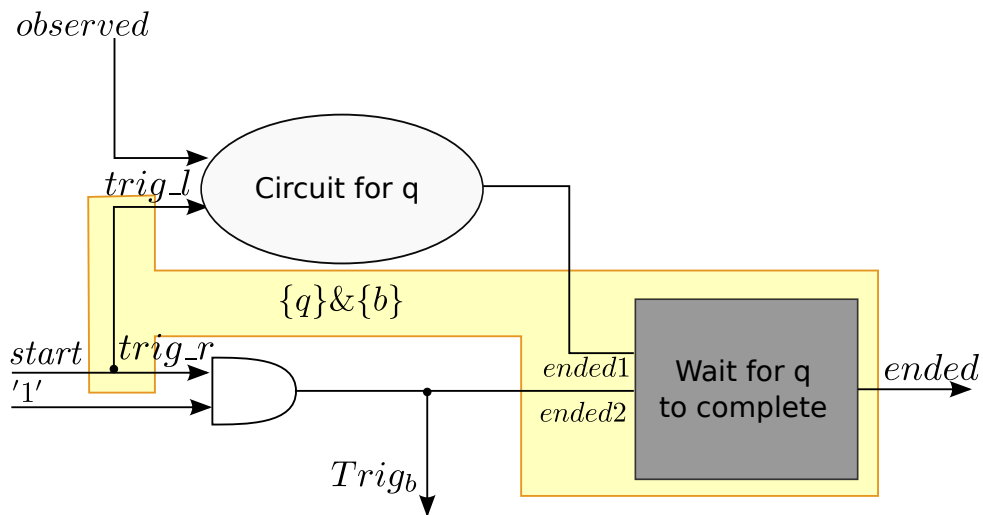 observed
trig_l
Circuit for q
{q}&{b}
start
trig_r
'1'
ended1
ended2
Wait for q
to complete
ended
Trig_b